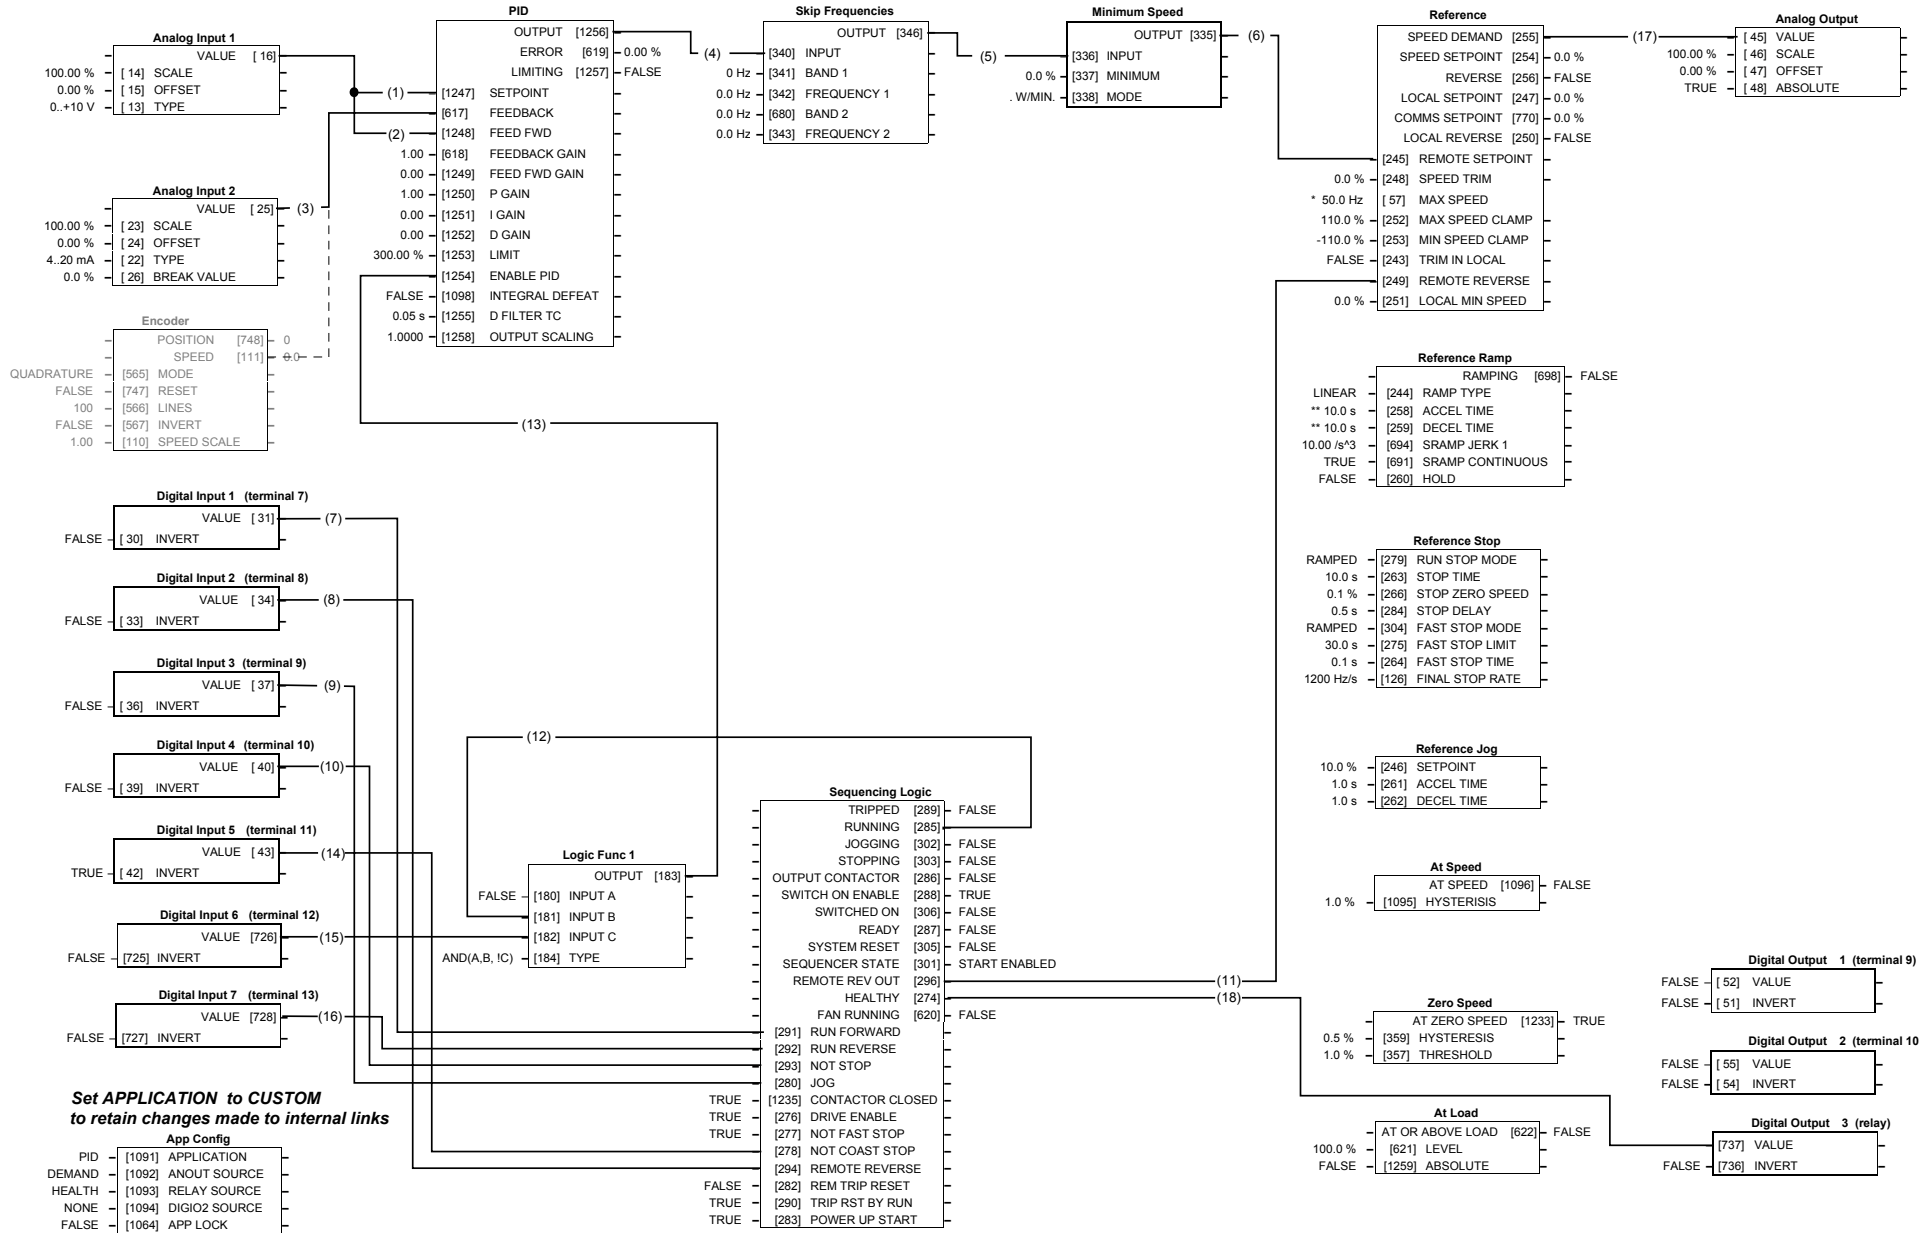 Analog Input 1
VALUE [ 16]
100.00 % [ 14] SCALE
0.00 % [ 15] OFFSET
0..+10 V [ 13] TYPE
Analog Input 2
VALUE [ 25]
100.00 % [ 23] SCALE
0.00 % [ 24] OFFSET
4..20 mA [ 22] TYPE
0.0 % [ 26] BREAK VALUE
Encoder
POSITION [748] 0
SPEED [111] 0.0
QUADRATURE [565] MODE
FALSE [747] RESET
100 [566] LINES
FALSE [567] INVERT
1.00 [110] SPEED SCALE
Digital Input 1 (terminal 7)
VALUE [ 31]
FALSE [ 30] INVERT
Digital Input 2 (terminal 8)
VALUE [ 34]
FALSE [ 33] INVERT
Digital Input 3 (terminal 9)
VALUE [ 37]
FALSE [ 36] INVERT
Digital Input 4 (terminal 10)
VALUE [ 40]
FALSE [ 39] INVERT
Digital Input 5 (terminal 11)
VALUE [ 43]
TRUE [ 42] INVERT
Digital Input 6 (terminal 12)
VALUE [726]
FALSE [725] INVERT
Digital Input 7 (terminal 13)
VALUE [728]
FALSE [727] INVERT
Set APPLICATION to CUSTOM
to retain changes made to internal links
App Config
PID [1091] APPLICATION
DEMAND [1092] ANOUT SOURCE
HEALTH [1093] RELAY SOURCE
NONE [1094] DIGIO2 SOURCE
FALSE [1064] APP LOCK
(1)
(2)
(3)
(7)
(8)
(9)
(10)
(14)
(15)
(16)
PID
OUTPUT [1256]
ERROR [619] 0.00 %
LIMITING [1257] FALSE
[1247] SETPOINT
[617] FEEDBACK
[1248] FEED FWD
1.00 [618] FEEDBACK GAIN
0.00 [1249] FEED FWD GAIN
1.00 [1250] P GAIN
0.00 [1251] I GAIN
0.00 [1252] D GAIN
300.00 % [1253] LIMIT
[1254] ENABLE PID
FALSE [1098] INTEGRAL DEFEAT
0.05 s [1255] D FILTER TC
1.0000 [1258] OUTPUT SCALING
(13)
(12)
Logic Func 1
OUTPUT [183]
FALSE [180] INPUT A
[181] INPUT B
[182] INPUT C
AND(A,B, !C) [184] TYPE
(4)
Skip Frequencies
OUTPUT [346]
[340] INPUT
0 Hz [341] BAND 1
0.0 Hz [342] FREQUENCY 1
0.0 Hz [680] BAND 2
0.0 Hz [343] FREQUENCY 2
(5)
Minimum Speed
OUTPUT [335]
[336] INPUT
0.0 % [337] MINIMUM
. W/MIN. [338] MODE
(6)
Sequencing Logic
TRIPPED [289] FALSE
RUNNING [285]
JOGGING [302] FALSE
STOPPING [303] FALSE
OUTPUT CONTACTOR [286] FALSE
SWITCH ON ENABLE [288] TRUE
SWITCHED ON [306] FALSE
READY [287] FALSE
SYSTEM RESET [305] FALSE
SEQUENCER STATE [301] START ENABLED
REMOTE REV OUT [296]
HEALTHY [274]
FAN RUNNING [620] FALSE
[291] RUN FORWARD
[292] RUN REVERSE
[293] NOT STOP
[280] JOG
TRUE [1235] CONTACTOR CLOSED
TRUE [276] DRIVE ENABLE
TRUE [277] NOT FAST STOP
[278] NOT COAST STOP
[294] REMOTE REVERSE
FALSE [282] REM TRIP RESET
TRUE [290] TRIP RST BY RUN
TRUE [283] POWER UP START
(11)
(18)
Reference
SPEED DEMAND [255]
SPEED SETPOINT [254] 0.0 %
REVERSE [256] FALSE
LOCAL SETPOINT [247] 0.0 %
COMMS SETPOINT [770] 0.0 %
LOCAL REVERSE [250] FALSE
[245] REMOTE SETPOINT
0.0 % [248] SPEED TRIM
* 50.0 Hz [ 57] MAX SPEED
110.0 % [252] MAX SPEED CLAMP
-110.0 % [253] MIN SPEED CLAMP
FALSE [243] TRIM IN LOCAL
[249] REMOTE REVERSE
0.0 % [251] LOCAL MIN SPEED
(17)
Analog Output
[ 45] VALUE
100.00 % [ 46] SCALE
0.00 % [ 47] OFFSET
TRUE [ 48] ABSOLUTE
Reference Ramp
RAMPING [698] FALSE
LINEAR [244] RAMP TYPE
** 10.0 s [258] ACCEL TIME
** 10.0 s [259] DECEL TIME
10.00 /s^3 [694] SRAMP JERK 1
TRUE [691] SRAMP CONTINUOUS
FALSE [260] HOLD
Reference Stop
RAMPED [279] RUN STOP MODE
10.0 s [263] STOP TIME
0.1 % [266] STOP ZERO SPEED
0.5 s [284] STOP DELAY
RAMPED [304] FAST STOP MODE
30.0 s [275] FAST STOP LIMIT
0.1 s [264] FAST STOP TIME
1200 Hz/s [126] FINAL STOP RATE
Reference Jog
10.0 % [246] SETPOINT
1.0 s [261] ACCEL TIME
1.0 s [262] DECEL TIME
At Speed
AT SPEED [1096] FALSE
1.0 % [1095] HYSTERISIS
Zero Speed
AT ZERO SPEED [1233] TRUE
0.5 % [359] HYSTERESIS
1.0 % [357] THRESHOLD
At Load
AT OR ABOVE LOAD [622] FALSE
100.0 % [621] LEVEL
FALSE [1259] ABSOLUTE
Digital Output 1 (terminal 9)
FALSE [ 52] VALUE
FALSE [ 51] INVERT
Digital Output 2 (terminal 10
FALSE [ 55] VALUE
FALSE [ 54] INVERT
Digital Output 3 (relay)
[737] VALUE
FALSE [736] INVERT